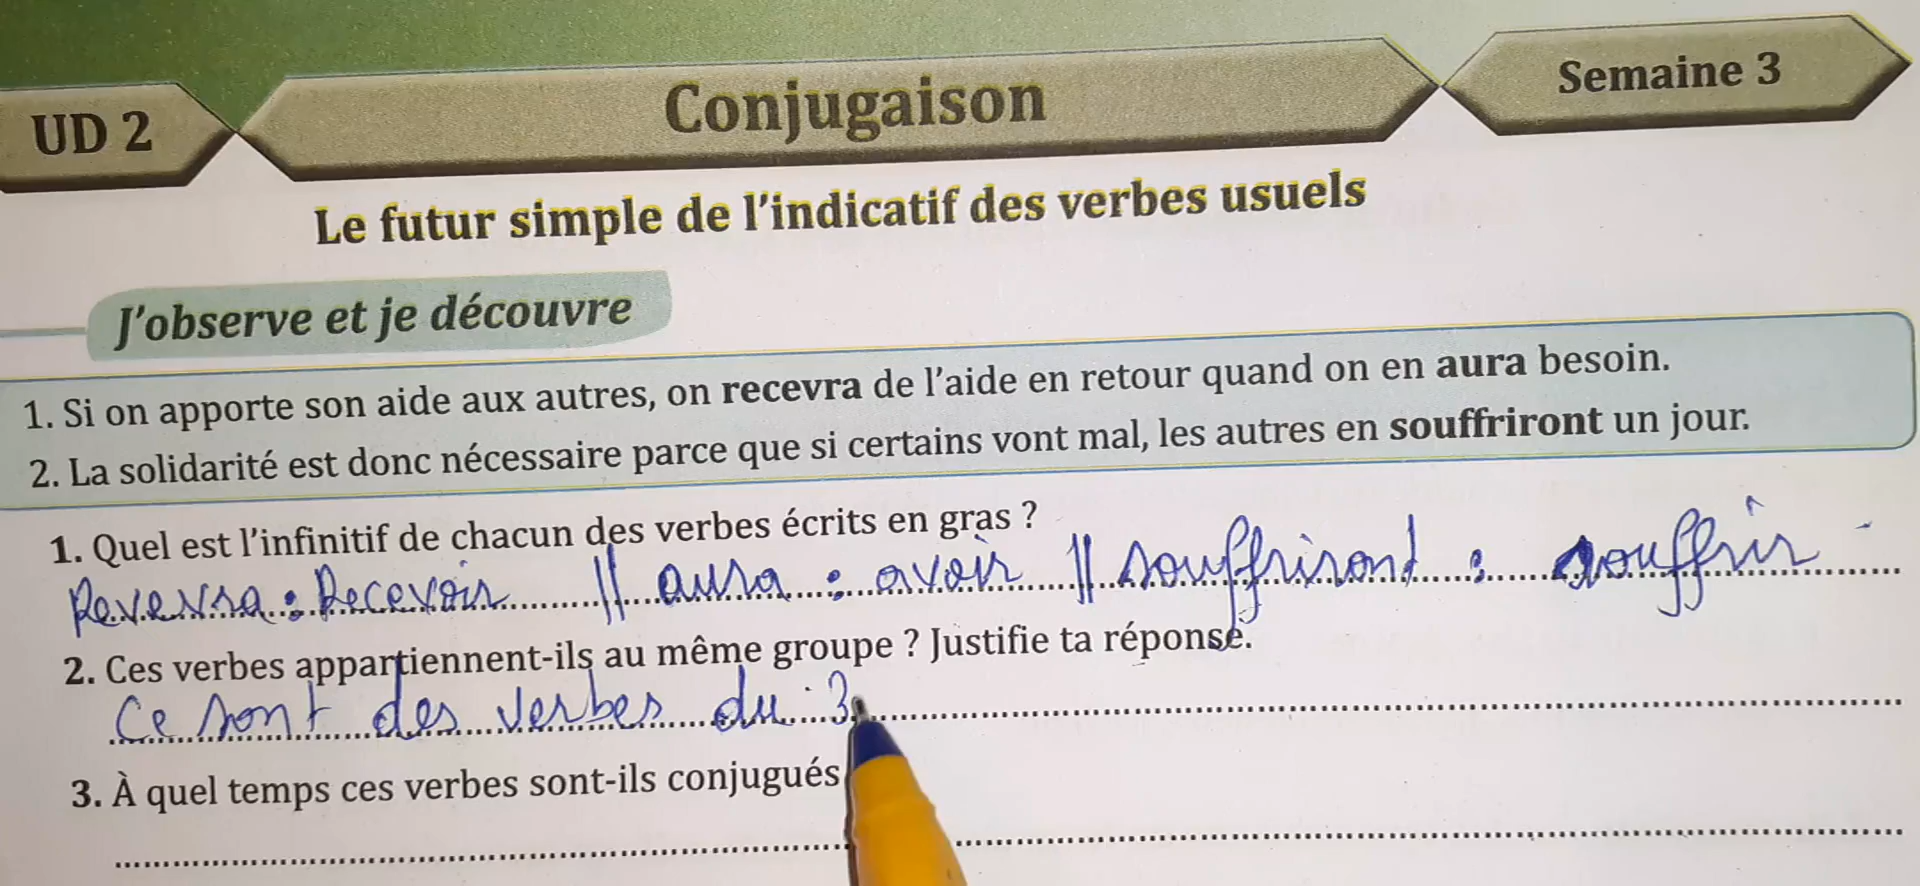 UD 2
Conjugaison
Semaine 3
Le futur simple de l'indicatif des verbes usuels
J'observe et je découvre
1. Si on apporte son aide aux autres, on recevra de l'aide en retour quand on en aura besoin.
2. La solidarité est donc nécessaire parce que si certains vont mal, les autres en souffriront un jour.
1. Quel est l'infinitif de chacun des verbes écrits en gras ?
Revevra : Recevoir || aura : avoir || souffriront : souffrir
2. Ces verbes appartiennent-ils au même groupe ? Justifie ta réponse.
Ce sont des verbes du 3
3. À quel temps ces verbes sont-ils conjugués